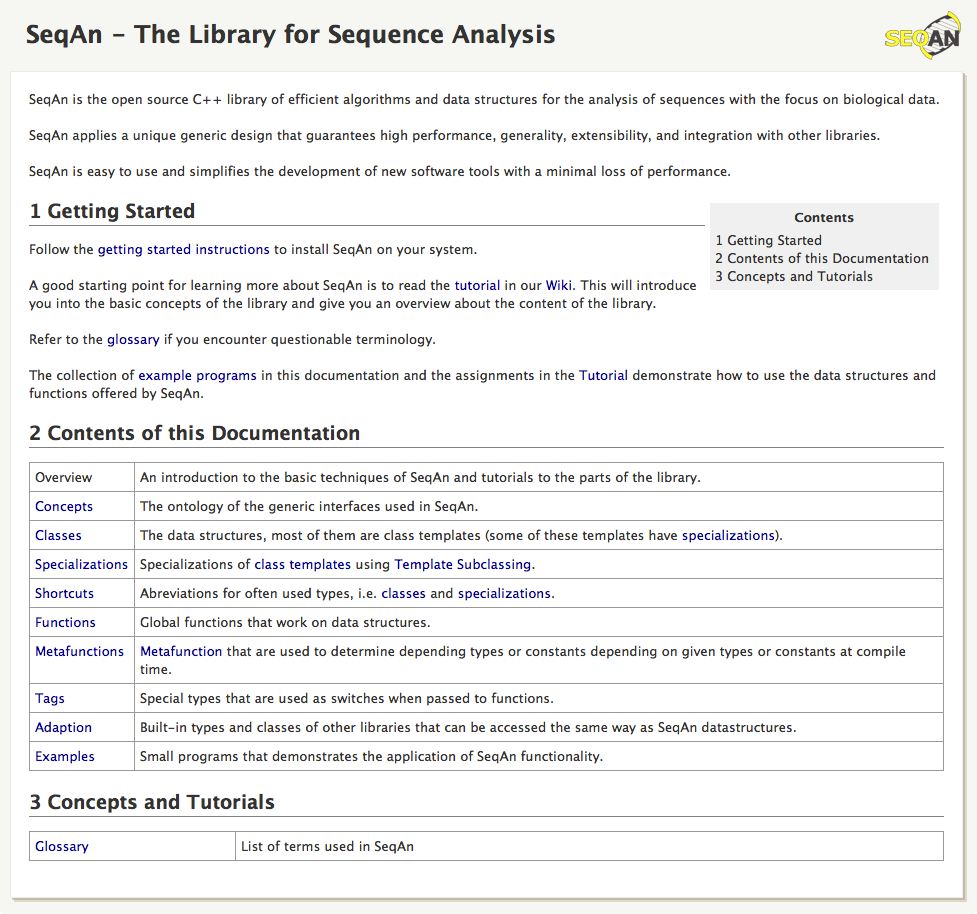 SeqAn – The Library for Sequence Analysis
SEQAN
SeqAn is the open source C++ library of efficient algorithms and data structures for the analysis of sequences with the focus on biological data.
SeqAn applies a unique generic design that guarantees high performance, generality, extensibility, and integration with other libraries.
SeqAn is easy to use and simplifies the development of new software tools with a minimal loss of performance.
1 Getting Started
Contents
1 Getting Started
2 Contents of this Documentation
3 Concepts and Tutorials
Follow the getting started instructions to install SeqAn on your system.
A good starting point for learning more about SeqAn is to read the tutorial in our Wiki. This will introduce
you into the basic concepts of the library and give you an overview about the content of the library.
Refer to the glossary if you encounter questionable terminology.
The collection of example programs in this documentation and the assignments in the Tutorial demonstrate how to use the data structures and
functions offered by SeqAn.
2 Contents of this Documentation
Overview An introduction to the basic techniques of SeqAn and tutorials to the parts of the library.
Concepts The ontology of the generic interfaces used in SeqAn.
Classes The data structures, most of them are class templates (some of these templates have specializations).
Specializations Specializations of class templates using Template Subclassing.
Shortcuts Abreviations for often used types, i.e. classes and specializations.
Functions Global functions that work on data structures.
Metafunctions Metafunction that are used to determine depending types or constants depending on given types or constants at compile
time.
Tags Special types that are used as switches when passed to functions.
Adaption Built-in types and classes of other libraries that can be accessed the same way as SeqAn datastructures.
Examples Small programs that demonstrates the application of SeqAn functionality.
3 Concepts and Tutorials
Glossary List of terms used in SeqAn